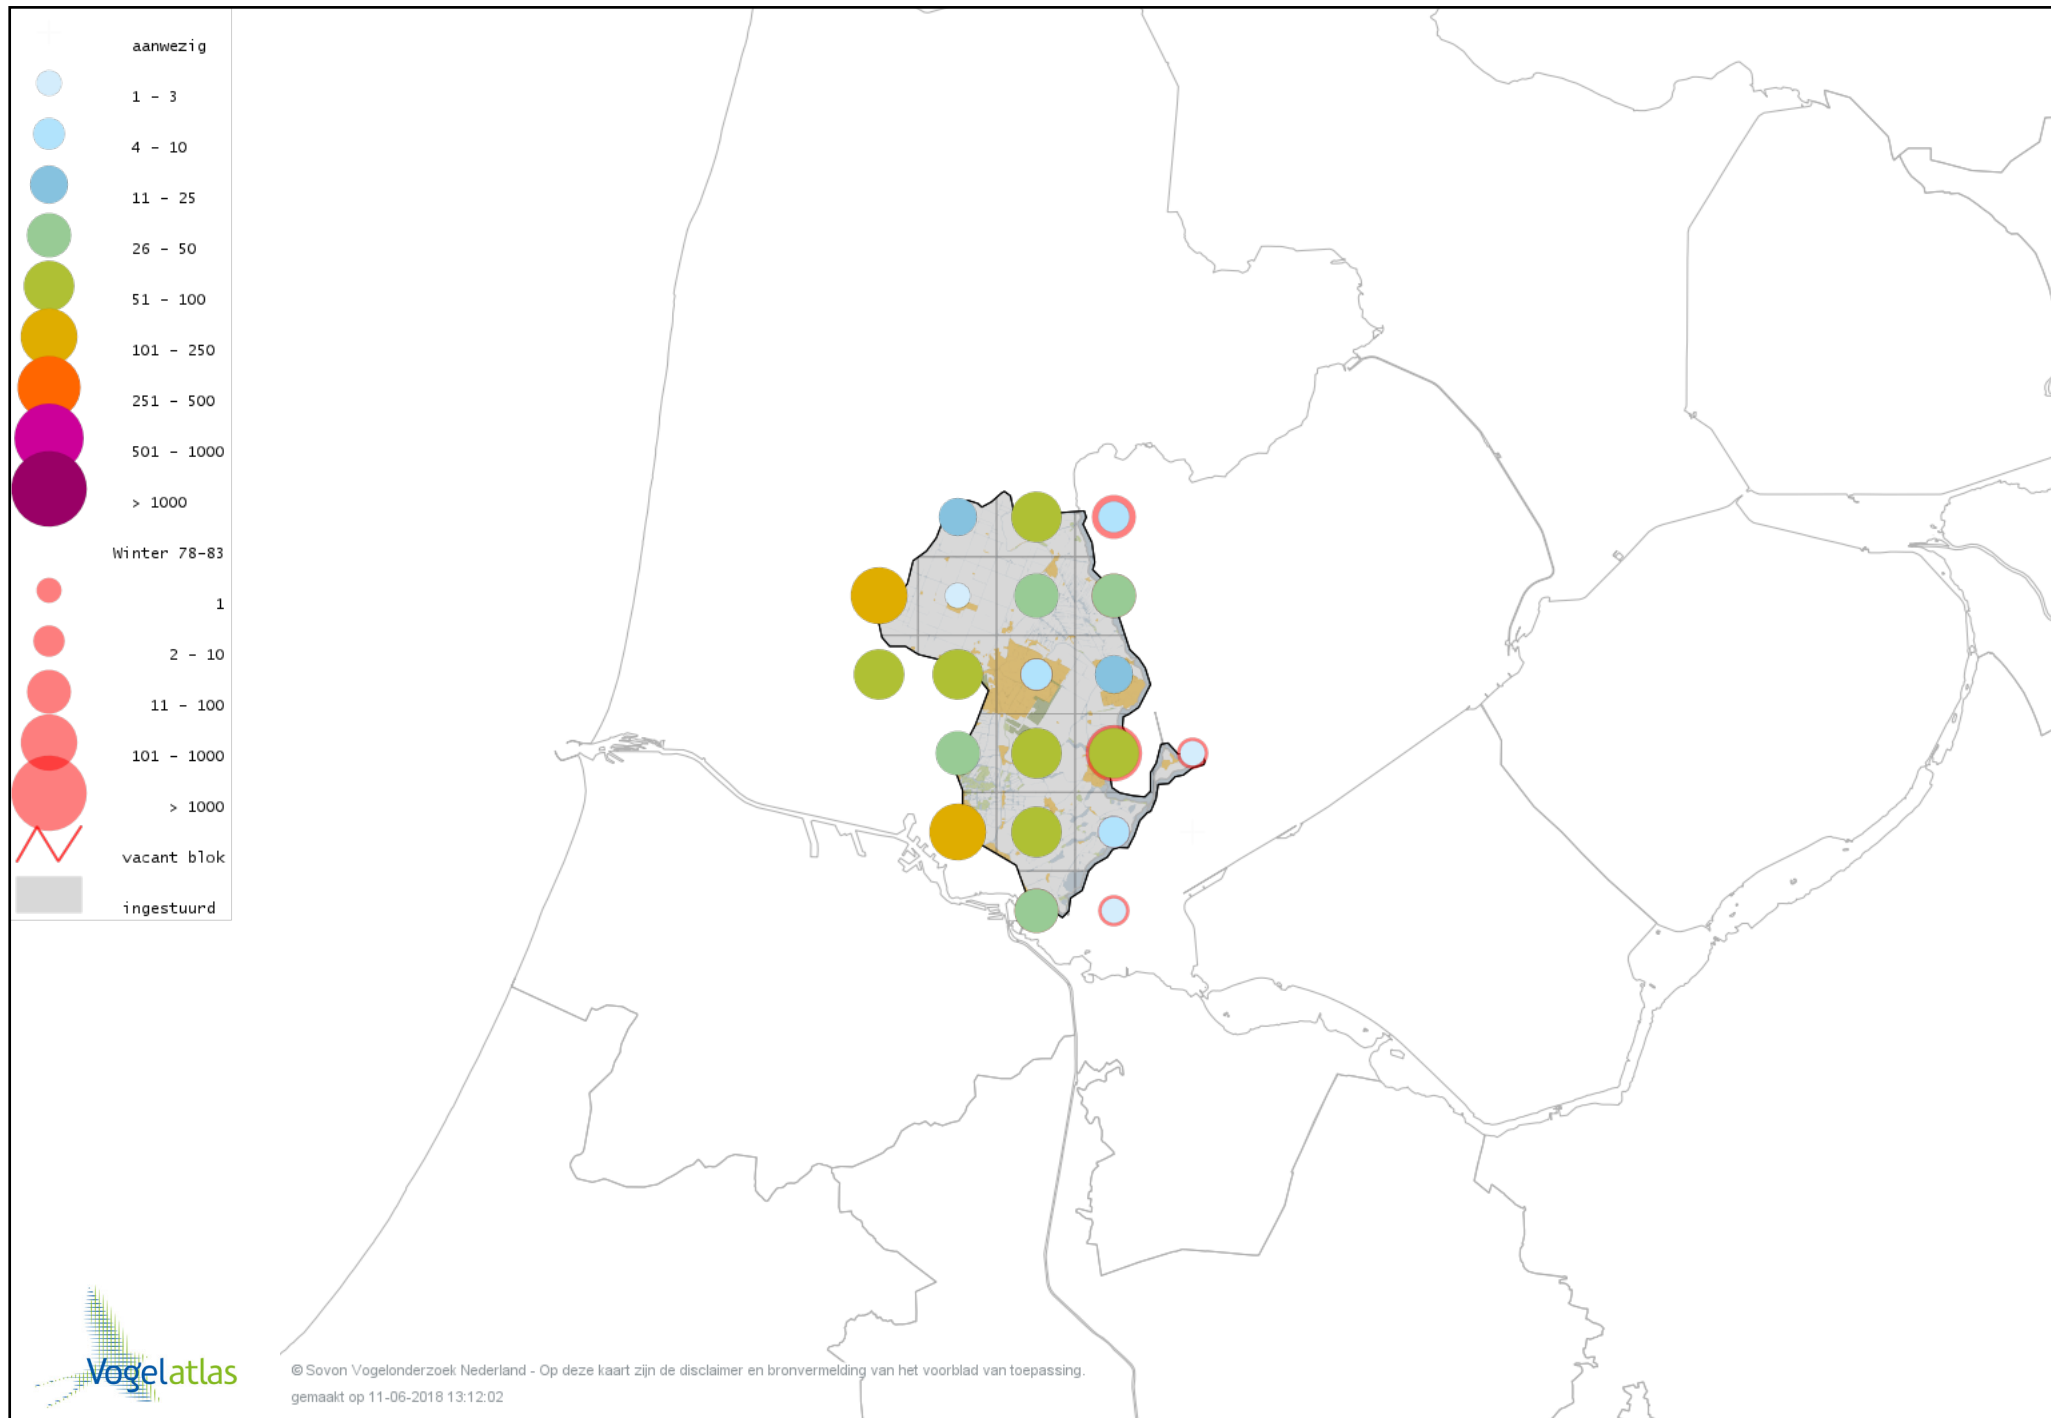 aanwezig
1 - 3
4 - 10
11 - 25
26 - 50
51 - 100
101 - 250
251 - 500
501 - 1000
> 1000
Winter 78-83
1
2 - 10
11 - 100
101 - 1000
> 1000
vacant blok
ingestuurd
Vogelatlas
© Sovon Vogelonderzoek Nederland - Op deze kaart zijn de disclaimer en bronvermelding van het voorblad van toepassing.
gemaakt op 11-06-2018 13:12:02